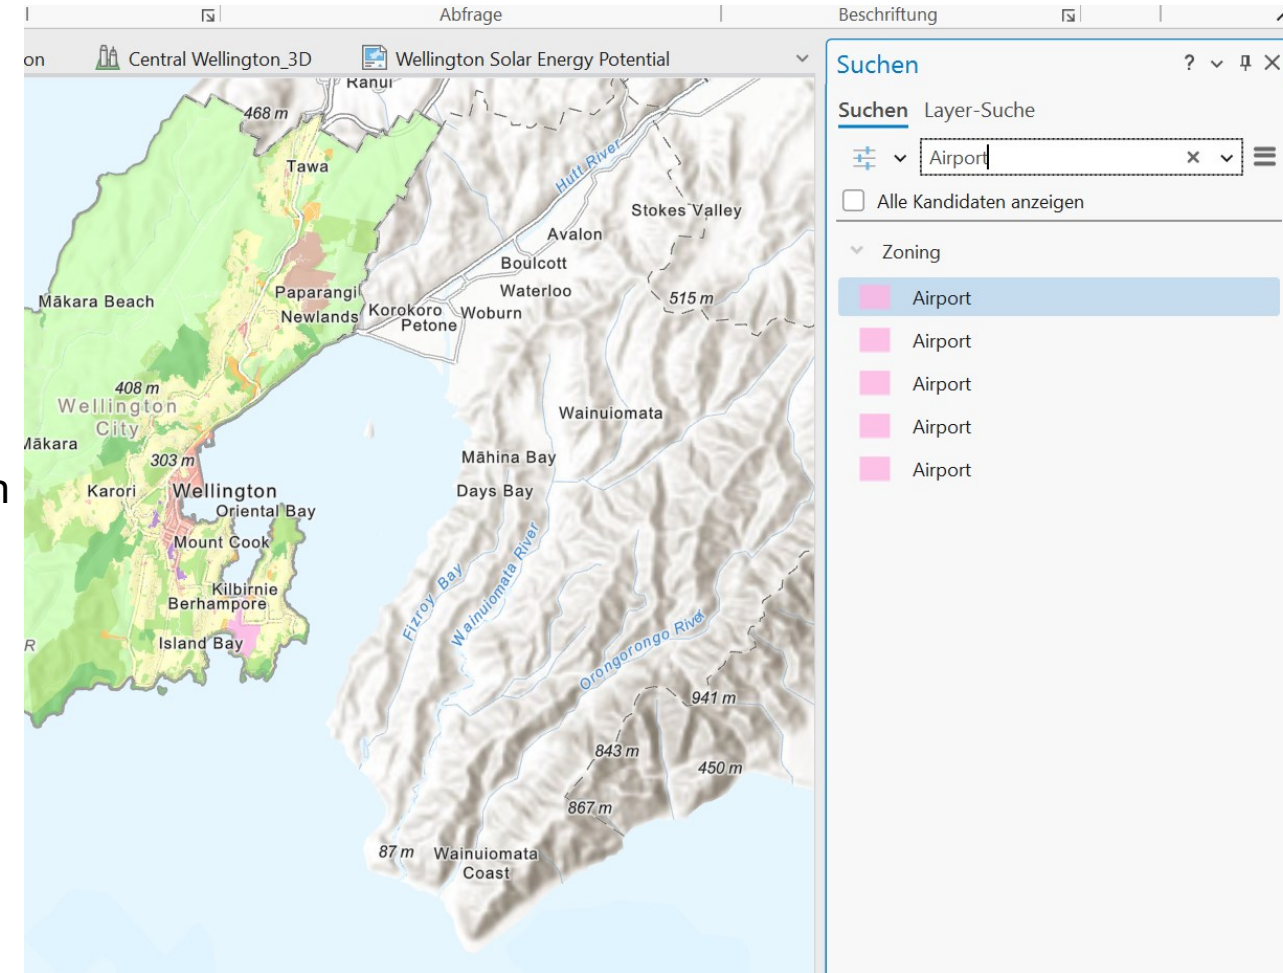 Abfrage
Beschriftung
on
Central Wellington_3D
Wellington Solar Energy Potential
Suchen
?
Suchen
Layer-Suche
Airport
Alle Kandidaten anzeigen
Zoning
Airport
Airport
Airport
Airport
Airport
n
Ranui
468 m
Tawa
Hutt River
Stokes Valley
Avalon
Boulcott
Waterloo
Paparangi
515 m
Mākara Beach
Newlands
Korokoro
Woburn
Petone
408 m
Wellington
City
Wainuiomata
Mākara
303 m
Māhina Bay
Karori
Wellington
Days Bay
Oriental Bay
Mount Cook
Kilbirnie
Berhampore
Fizroy Bay
Wainuiomata River
R
Island Bay
Orongorongo River
941 m
843 m
450 m
867 m
87 m
Wainuiomata
Coast